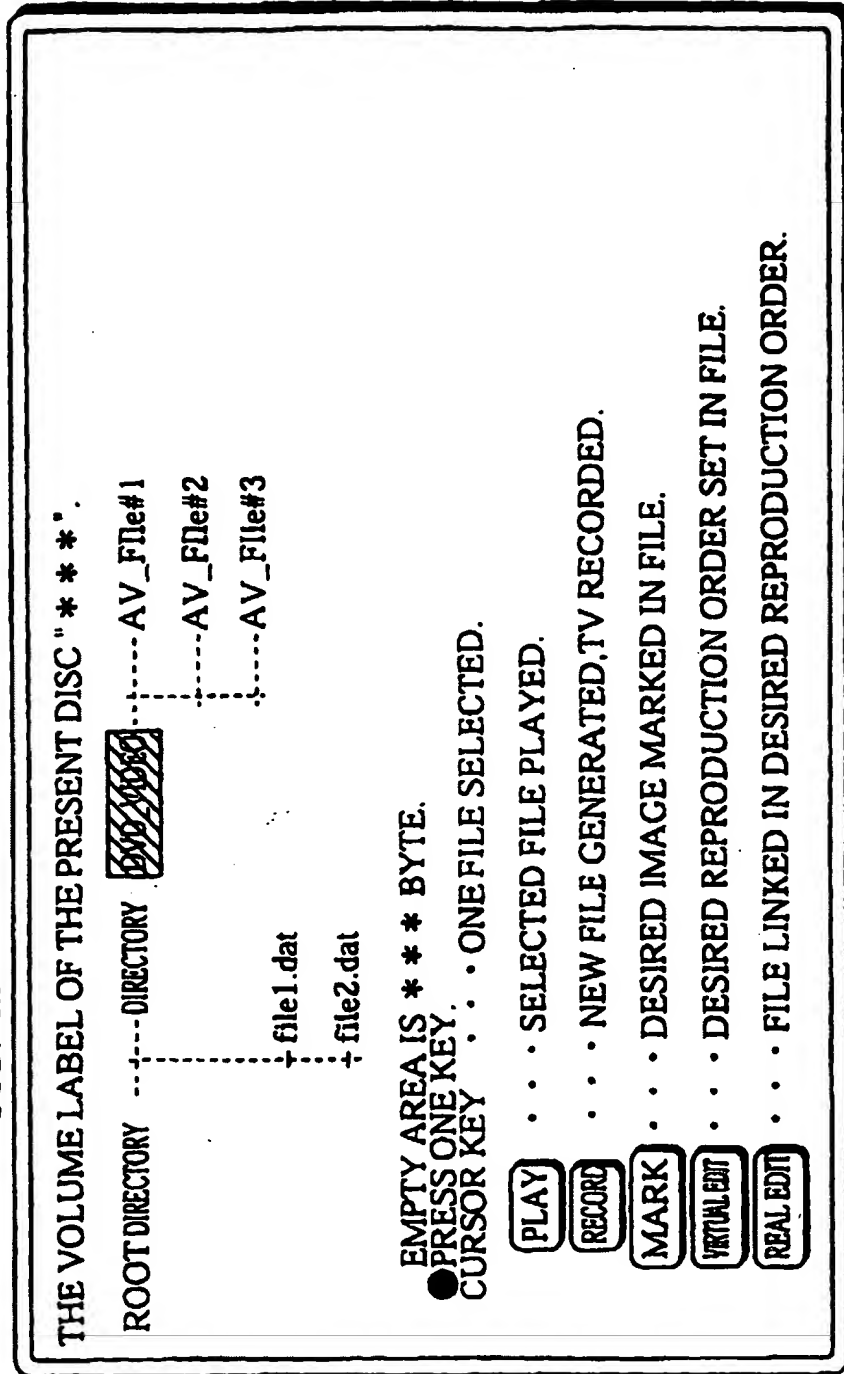 THE VOLUME LABEL OF THE PRESENT DISC "＊＊＊".
ROOT DIRECTORY -----DIRECTORY DVD_VIDEO ------AV_File#1
-----AV_File#2
-----AV_File#3
file1.dat
file2.dat
EMPTY AREA IS ＊＊＊ BYTE.
●PRESS ONE KEY.
CURSOR KEY ・・・ONE FILE SELECTED.
PLAY ・・・SELECTED FILE PLAYED.
RECORD ・・・NEW FILE GENERATED,TV RECORDED.
MARK ・・・DESIRED IMAGE MARKED IN FILE.
VIRTUAL EDIT ・・・DESIRED REPRODUCTION ORDER SET IN FILE.
REAL EDIT ・・・FILE LINKED IN DESIRED REPRODUCTION ORDER.